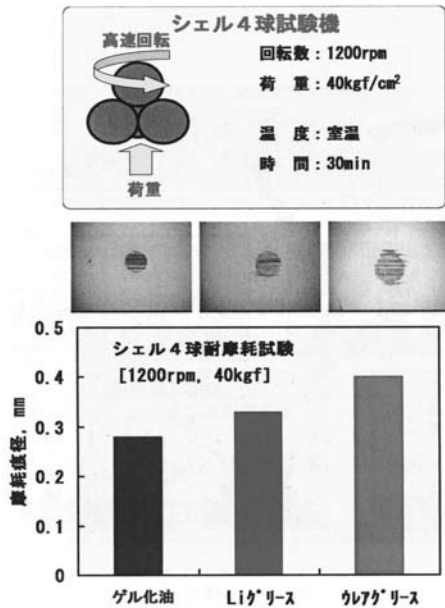 シェル４球試験機
高速回転
荷重
回転数：1200rpm
荷　重：40kgf/cm²
温　度：室温
時　間：30min
シェル４球耐摩耗試験
[1200rpm, 40kgf]
摩耗痕径, mm
0.5
0.4
0.3
0.2
0.1
0
ゲル化油
Liｸﾞﾘｰｽ
ｳﾚｱｸﾞﾘｰｽ